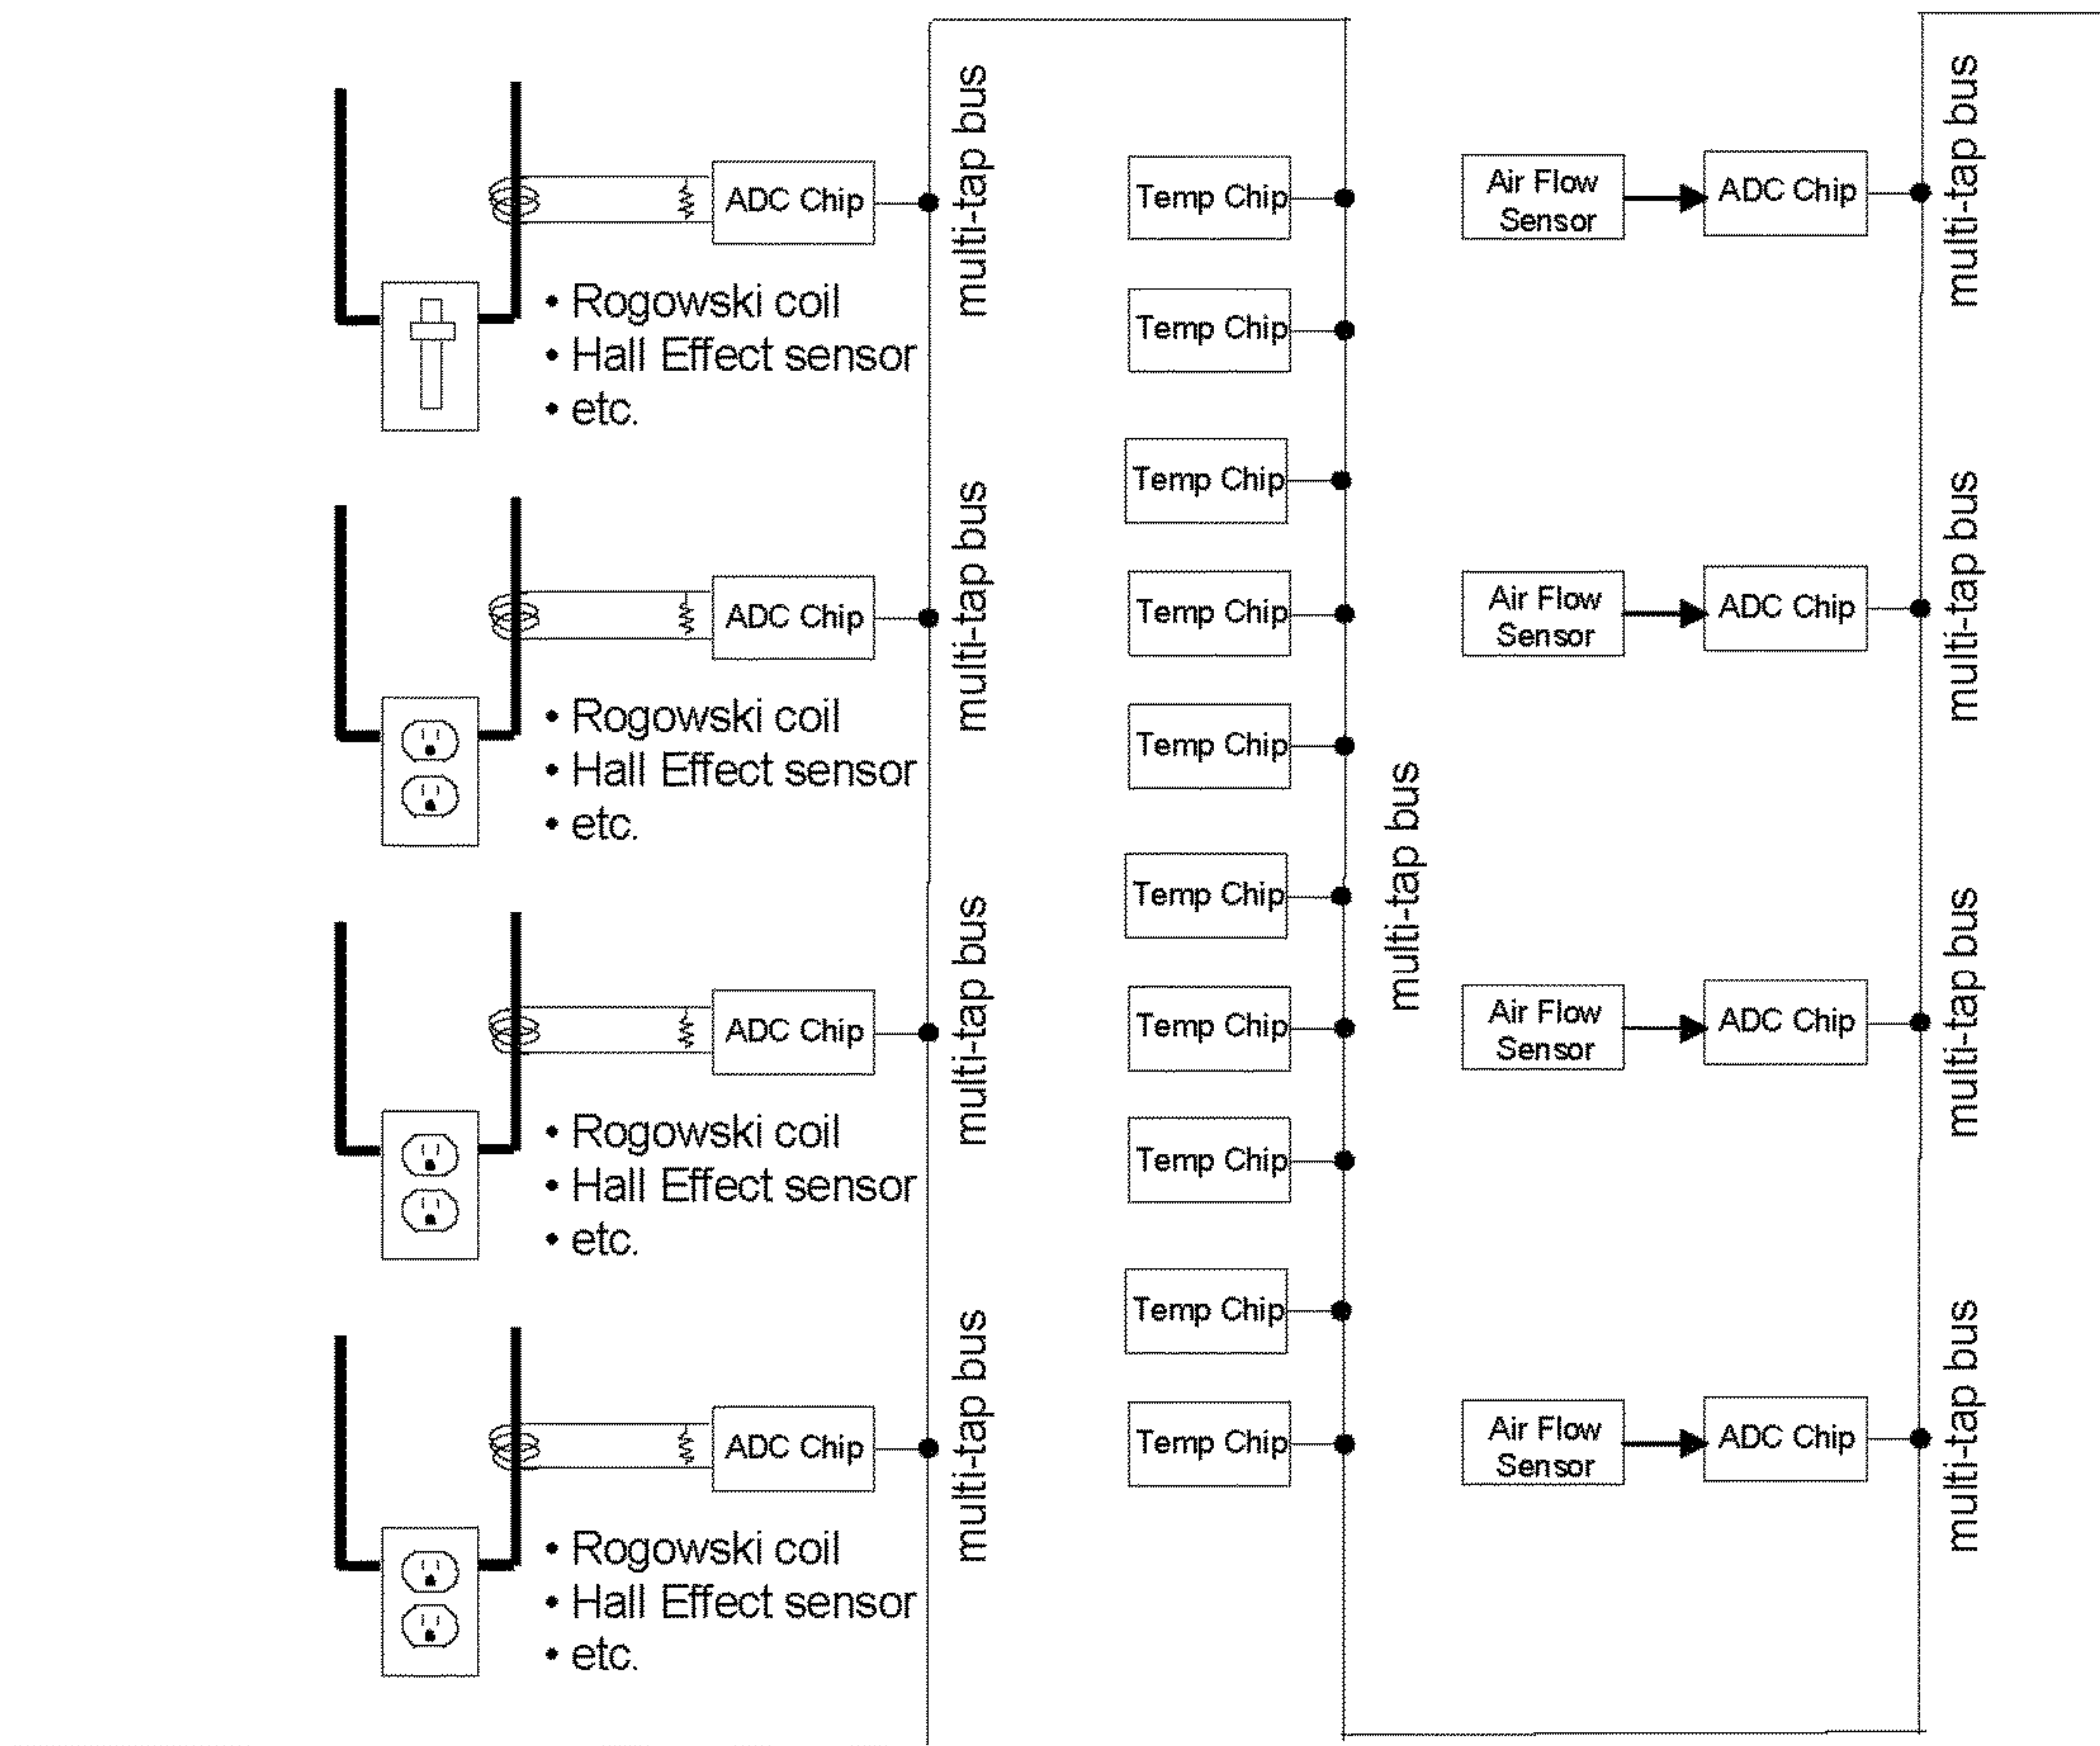 ADC Chip
multi-tap bus
• Rogowski coil
• Hall Effect sensor
• etc.
ADC Chip
multi-tap bus
• Rogowski coil
• Hall Effect sensor
• etc.
ADC Chip
multi-tap bus
• Rogowski coil
• Hall Effect sensor
• etc.
ADC Chip
multi-tap bus
• Rogowski coil
• Hall Effect sensor
• etc.
Temp Chip
Temp Chip
Temp Chip
Temp Chip
Temp Chip
Temp Chip
Temp Chip
Temp Chip
Temp Chip
Temp Chip
multi-tap bus
Air Flow
Sensor
ADC Chip
multi-tap bus
Air Flow
Sensor
ADC Chip
multi-tap bus
Air Flow
Sensor
ADC Chip
multi-tap bus
Air Flow
Sensor
ADC Chip
multi-tap bus